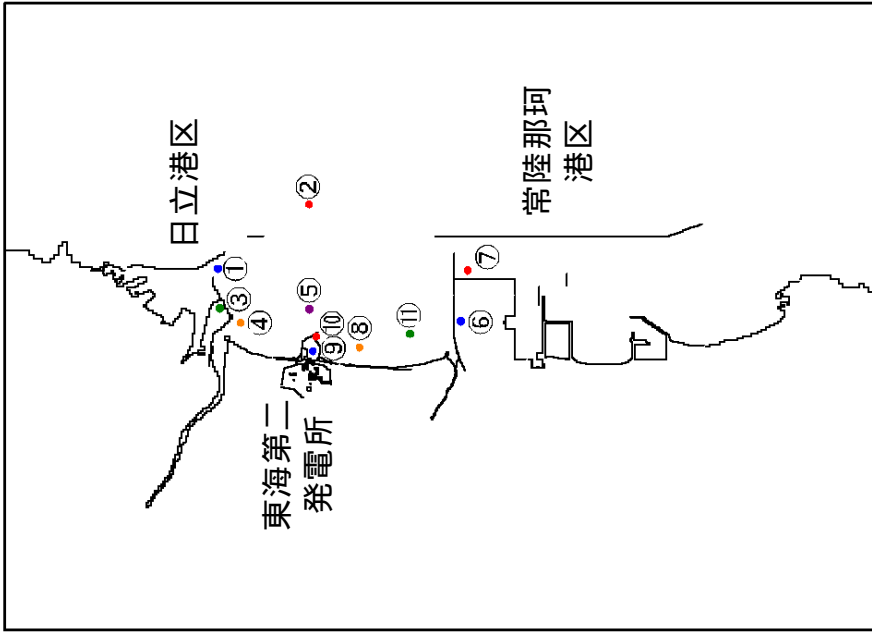 日立港区
①
②
③
④
⑤
東海第二
発電所
⑩
⑨
⑧
⑪
⑥
⑦
常陸那珂
港区